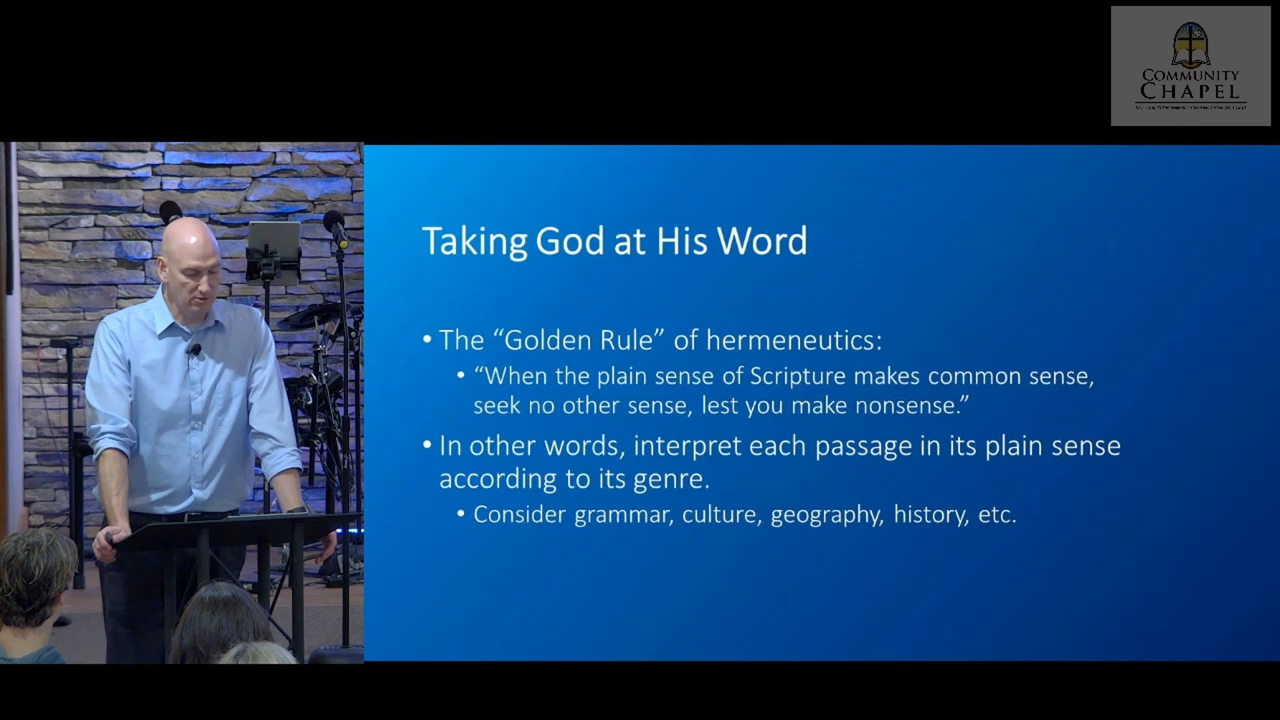 COMMUNITY
CHAPEL
Taking God at His Word
• The “Golden Rule” of hermeneutics:
• “When the plain sense of Scripture makes common sense,
seek no other sense, lest you make nonsense.”
• In other words, interpret each passage in its plain sense
according to its genre.
• Consider grammar, culture, geography, history, etc.